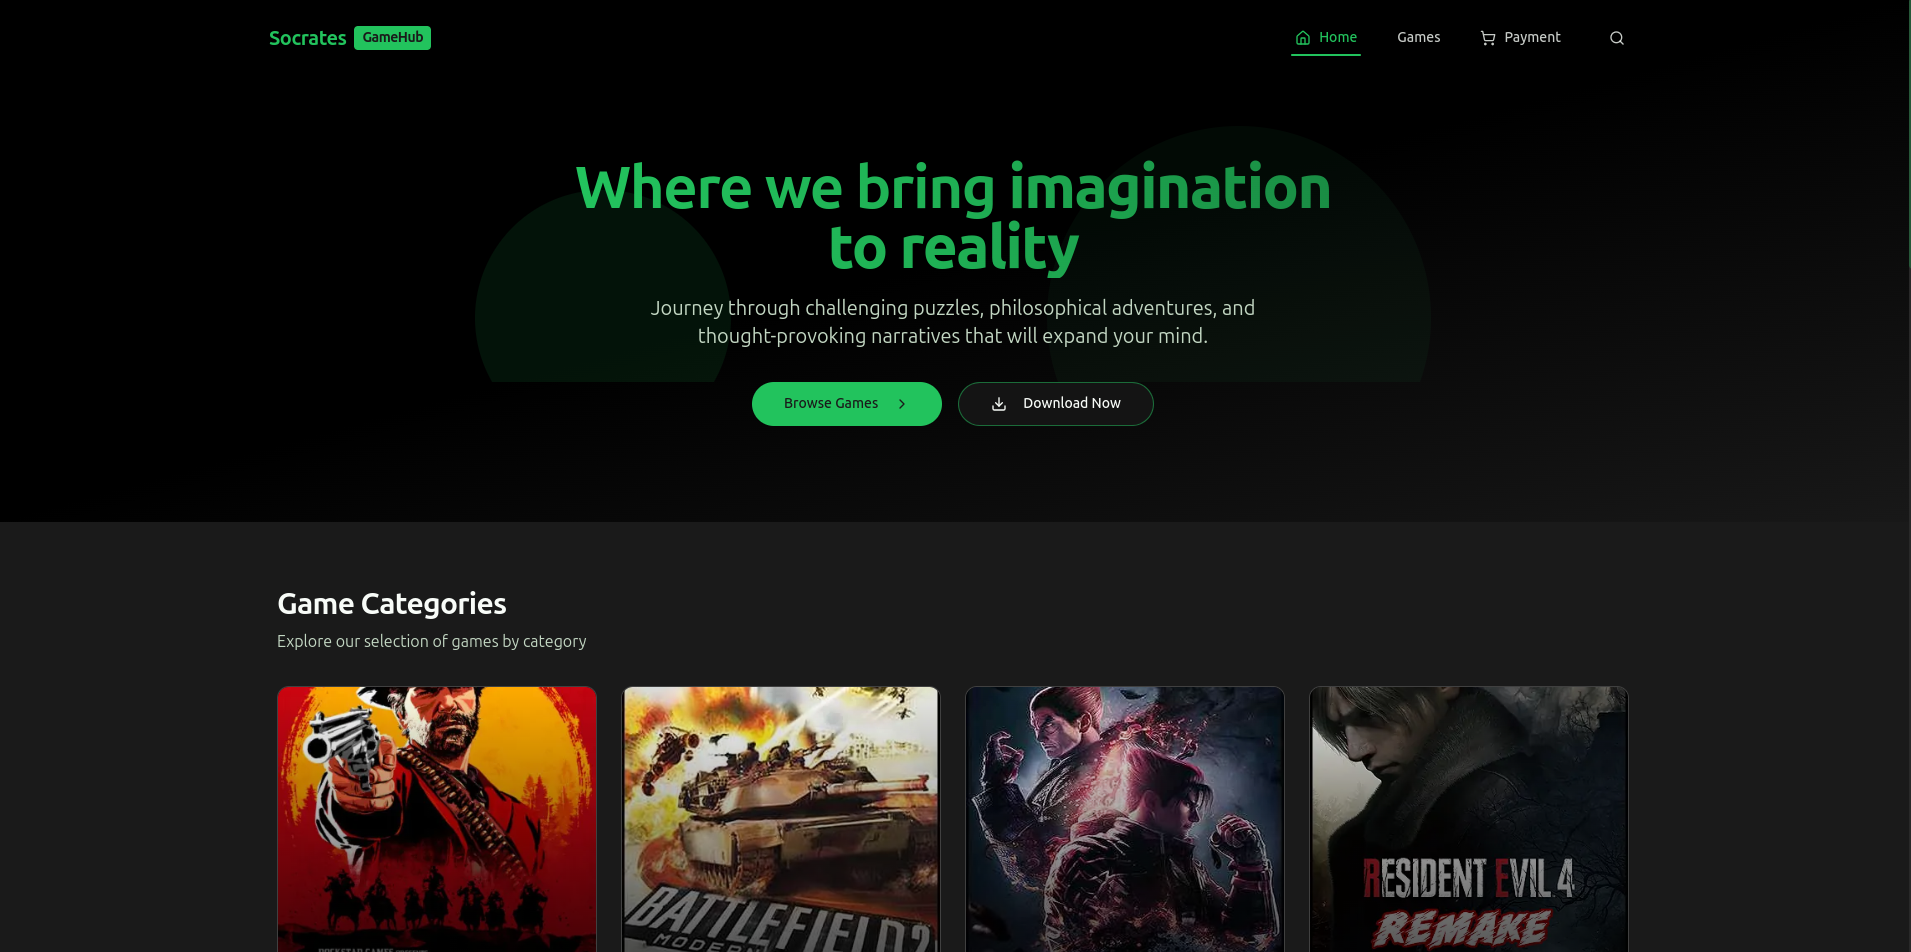 Socrates GameHub
Home
Games
Payment
Where we bring imagination
to reality
Journey through challenging puzzles, philosophical adventures, and
thought-provoking narratives that will expand your mind.
Browse Games
Download Now
Game Categories
Explore our selection of games by category
BATTLEFIELD 2
MODERN
RESIDENT EVIL 4
REMAKE
ROCKSTAR GAMES